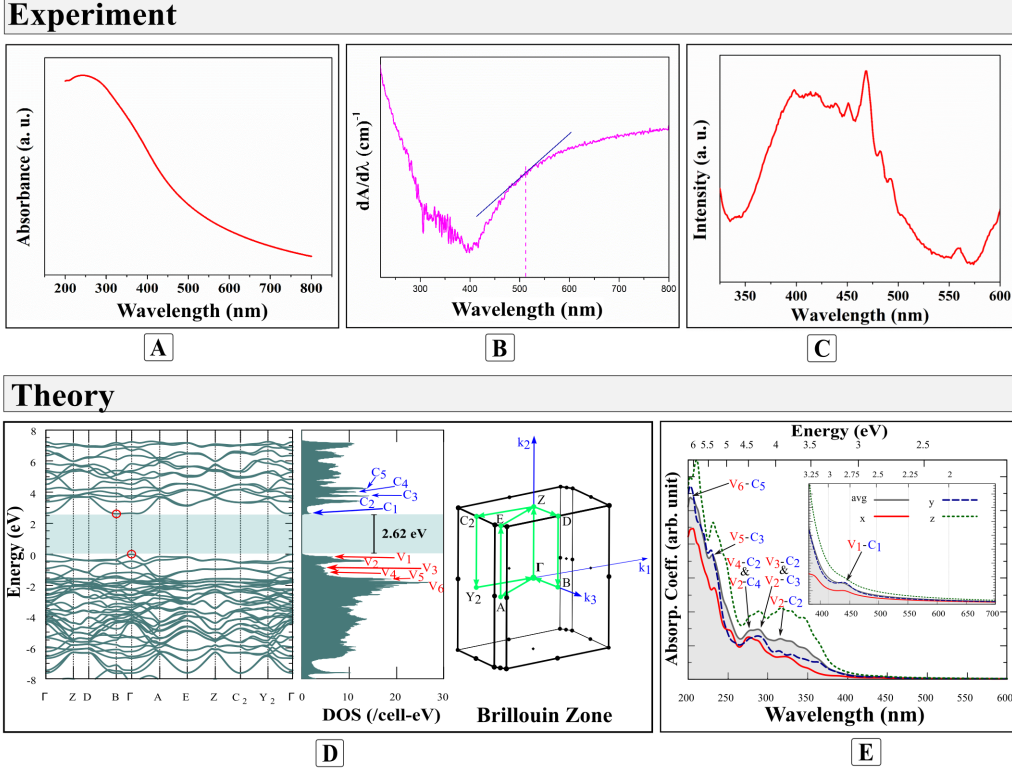 Experiment
Absorbance (a. u.)
200 300 400 500 600 700 800
Wavelength (nm)
A
dA/dλ (cm)-1
300 400 500 600 700 800
Wavelength (nm)
B
Intensity (a. u.)
350 400 450 500 550 600
Wavelength (nm)
C
Theory
Energy (eV)
8
6
4
2
0
-2
-4
-6
-8
Γ Z D B Γ A E Z C2 Y2 Γ
C5
C4
C3
C2
C1
2.62 eV
V1
V2
V3
V4
V5
V6
0 10 20 30
DOS (/cell-eV)
k2
Z
C2
E
D
Γ
k1
Y2
A
B
k3
Brillouin Zone
D
Energy (eV)
6 5.5 5 4.5 4 3.5 3 2.5
Absorp. Coeff. (arb. unit)
V6-C5
V5-C3
V4-C2
&
V2-C4
V3-C2
&
V2-C3
V2-C2
avg
x
y
z
3.25 3 2.75 2.5 2.25 2
V1-C1
400 500 600 700
200 250 300 350 400 450 500 550 600
Wavelength (nm)
E